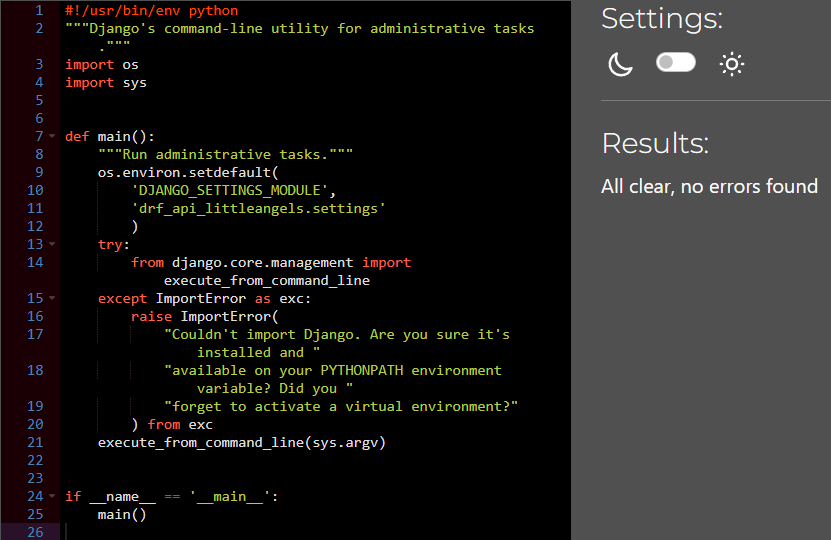 1 #!/usr/bin/env python
2 """Django's command-line utility for administrative tasks
."""
3 import os
4 import sys
5
6
7 def main():
8     """Run administrative tasks."""
9     os.environ.setdefault(
10         'DJANGO_SETTINGS_MODULE',
11         'drf_api_littleangels.settings'
12         )
13     try:
14         from django.core.management import
execute_from_command_line
15     except ImportError as exc:
16         raise ImportError(
17             "Couldn't import Django. Are you sure it's
installed and "
18             "available on your PYTHONPATH environment
variable? Did you "
19             "forget to activate a virtual environment?"
20         ) from exc
21     execute_from_command_line(sys.argv)
22
23
24 if __name__ == '__main__':
25     main()
26
Settings:
Results:
All clear, no errors found